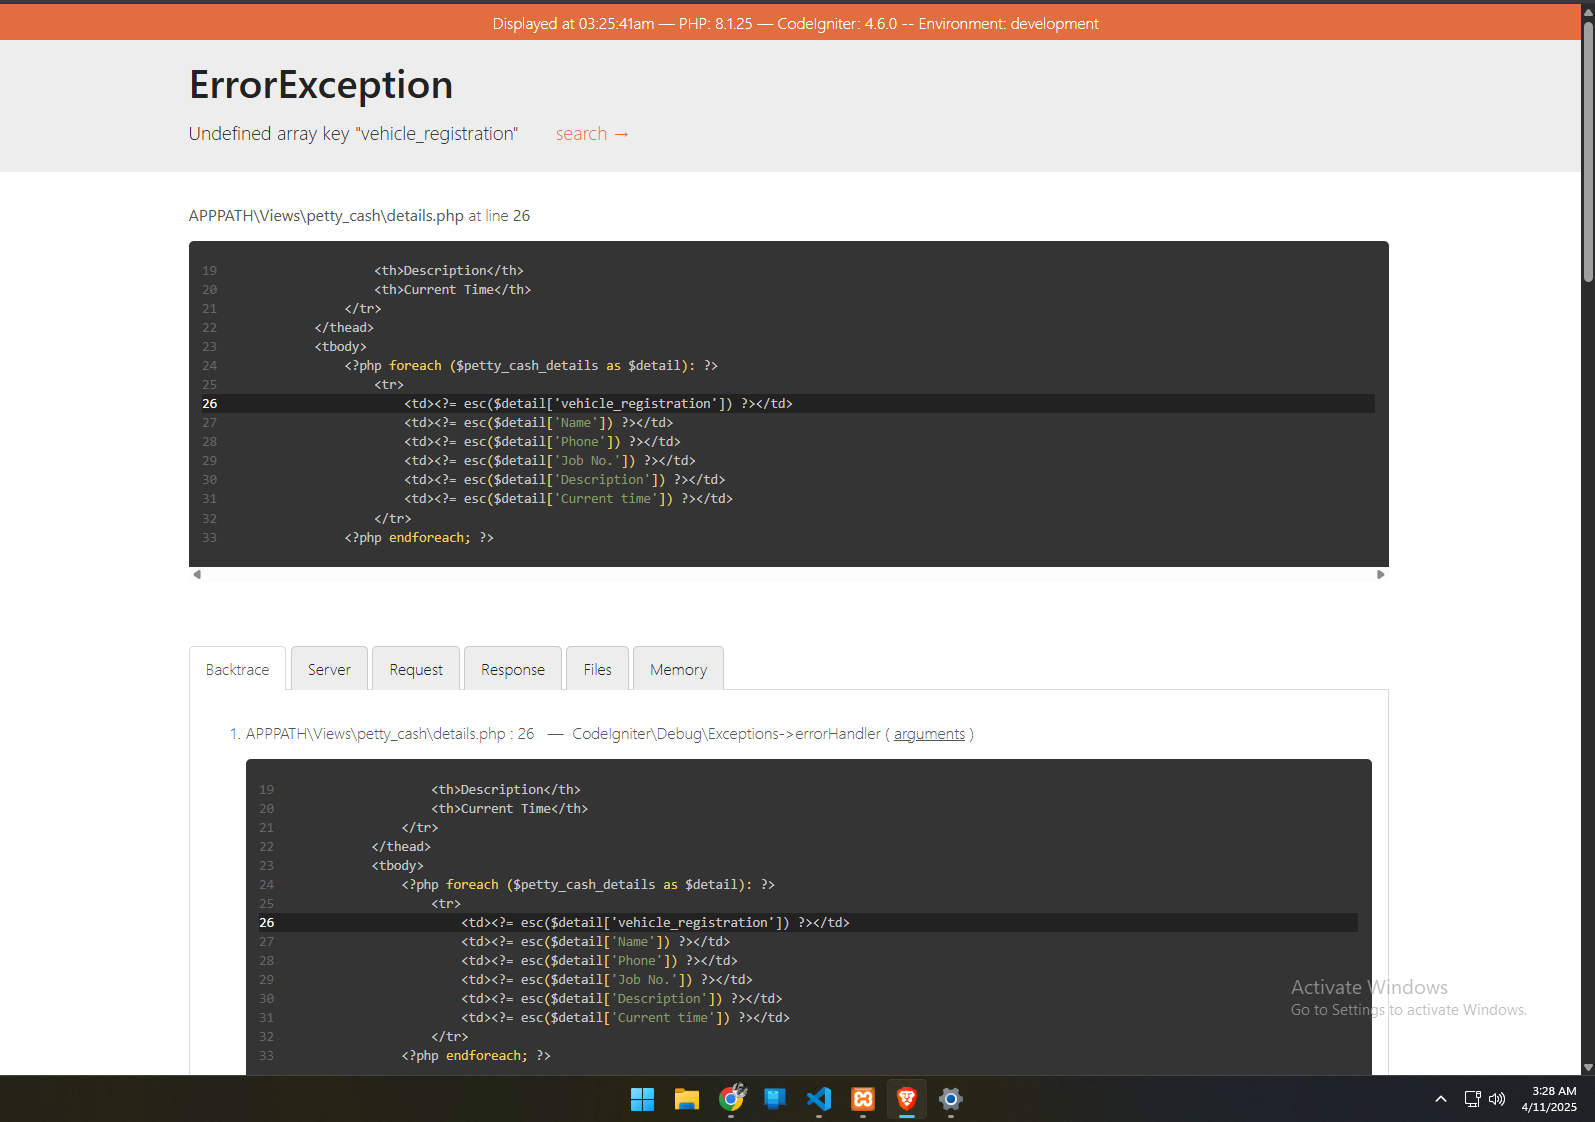 Displayed at 03:25:41am — PHP: 8.1.25 — CodeIgniter: 4.6.0 -- Environment: development
ErrorException
Undefined array key "vehicle_registration" search →
APPPATH\Views\petty_cash\details.php at line 26
19 <th>Description</th>
20 <th>Current Time</th>
21 </tr>
22 </thead>
23 <tbody>
24 <?php foreach ($petty_cash_details as $detail): ?>
25 <tr>
26 <td><?= esc($detail['vehicle_registration']) ?></td>
27 <td><?= esc($detail['Name']) ?></td>
28 <td><?= esc($detail['Phone']) ?></td>
29 <td><?= esc($detail['Job No.']) ?></td>
30 <td><?= esc($detail['Description']) ?></td>
31 <td><?= esc($detail['Current time']) ?></td>
32 </tr>
33 <?php endforeach; ?>
Backtrace Server Request Response Files Memory
1. APPPATH\Views\petty_cash\details.php : 26 — CodeIgniter\Debug\Exceptions->errorHandler ( arguments )
19 <th>Description</th>
20 <th>Current Time</th>
21 </tr>
22 </thead>
23 <tbody>
24 <?php foreach ($petty_cash_details as $detail): ?>
25 <tr>
26 <td><?= esc($detail['vehicle_registration']) ?></td>
27 <td><?= esc($detail['Name']) ?></td>
28 <td><?= esc($detail['Phone']) ?></td>
29 <td><?= esc($detail['Job No.']) ?></td>
30 <td><?= esc($detail['Description']) ?></td>
31 <td><?= esc($detail['Current time']) ?></td>
32 </tr>
33 <?php endforeach; ?>
Activate Windows
Go to Settings to activate Windows.
3:28 AM
4/11/2025